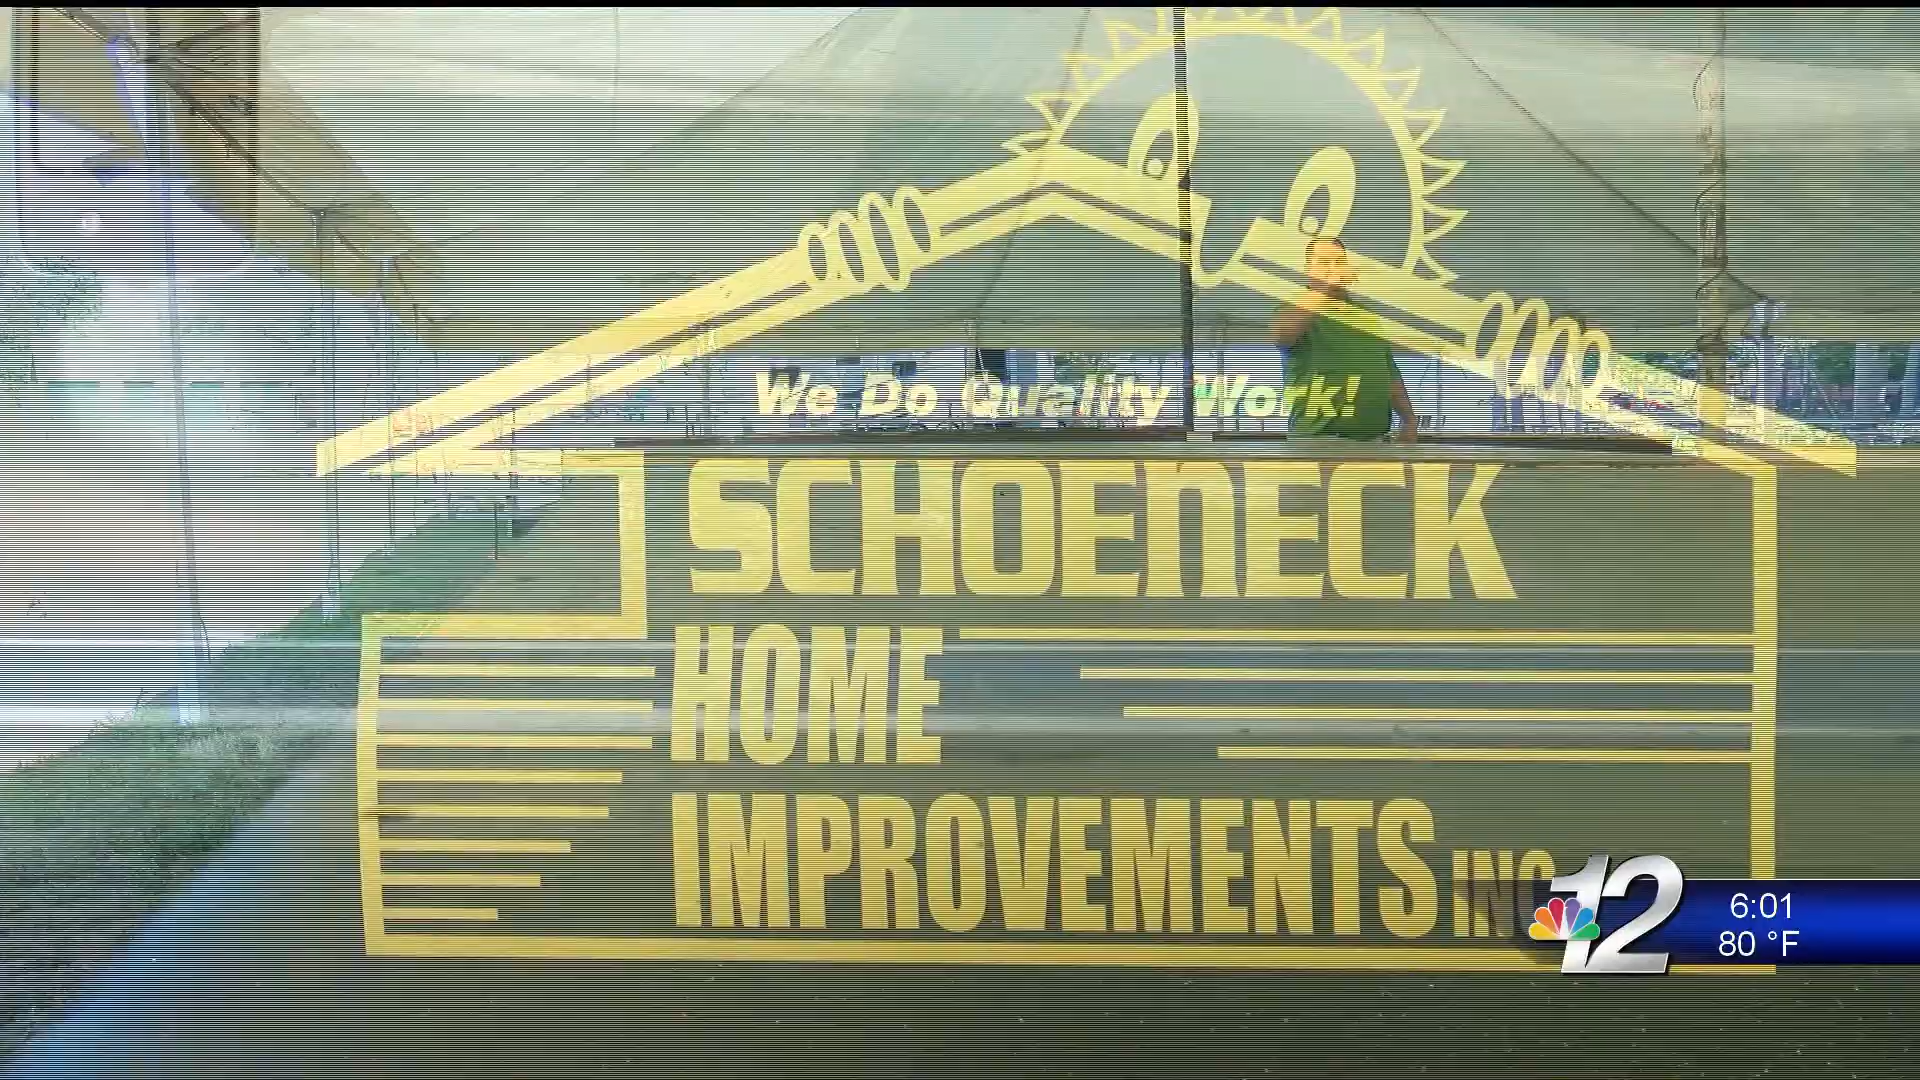 We Do Quality Work!
SCHOENECK
HOME
IMPROVEMENTS INC
12
6:01
80 °F